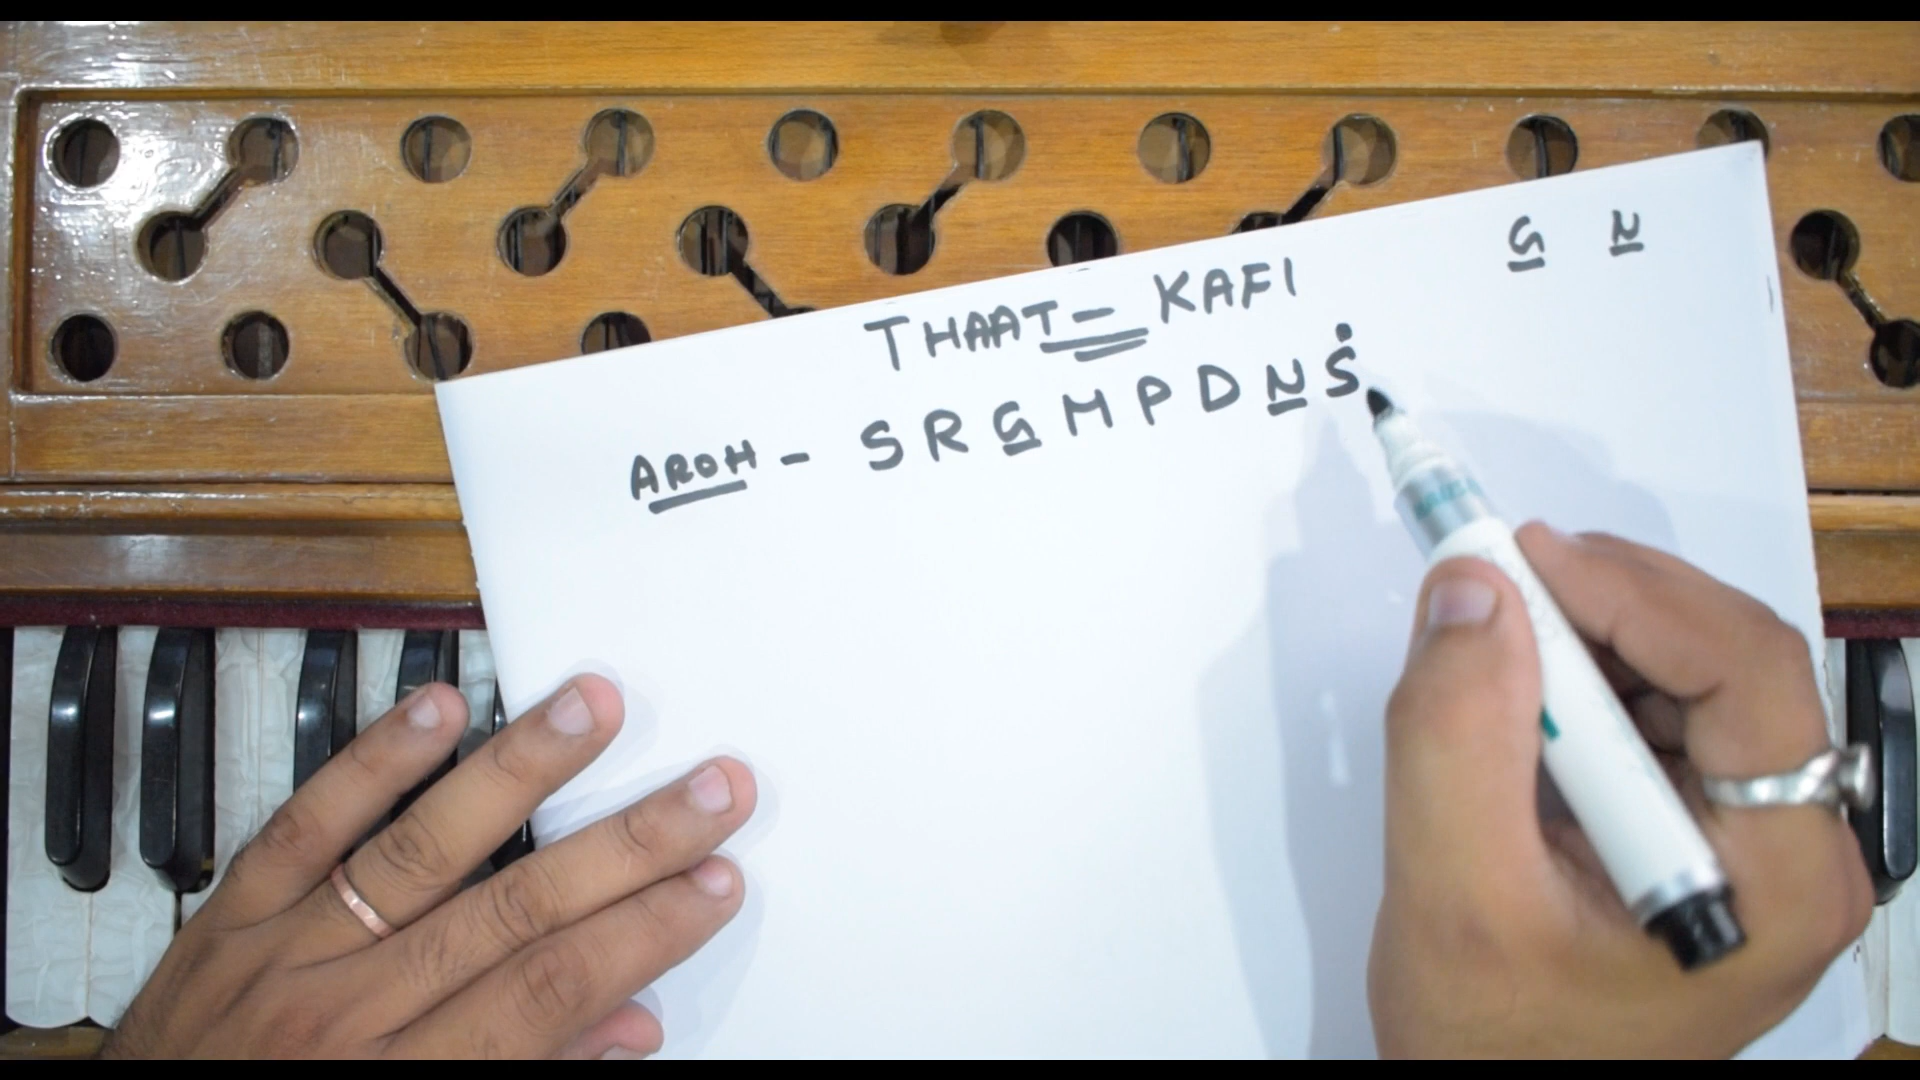 G̲ N̲
THAAT - KAFI
AROH - S R G̲ M P D N̲ Ṡ